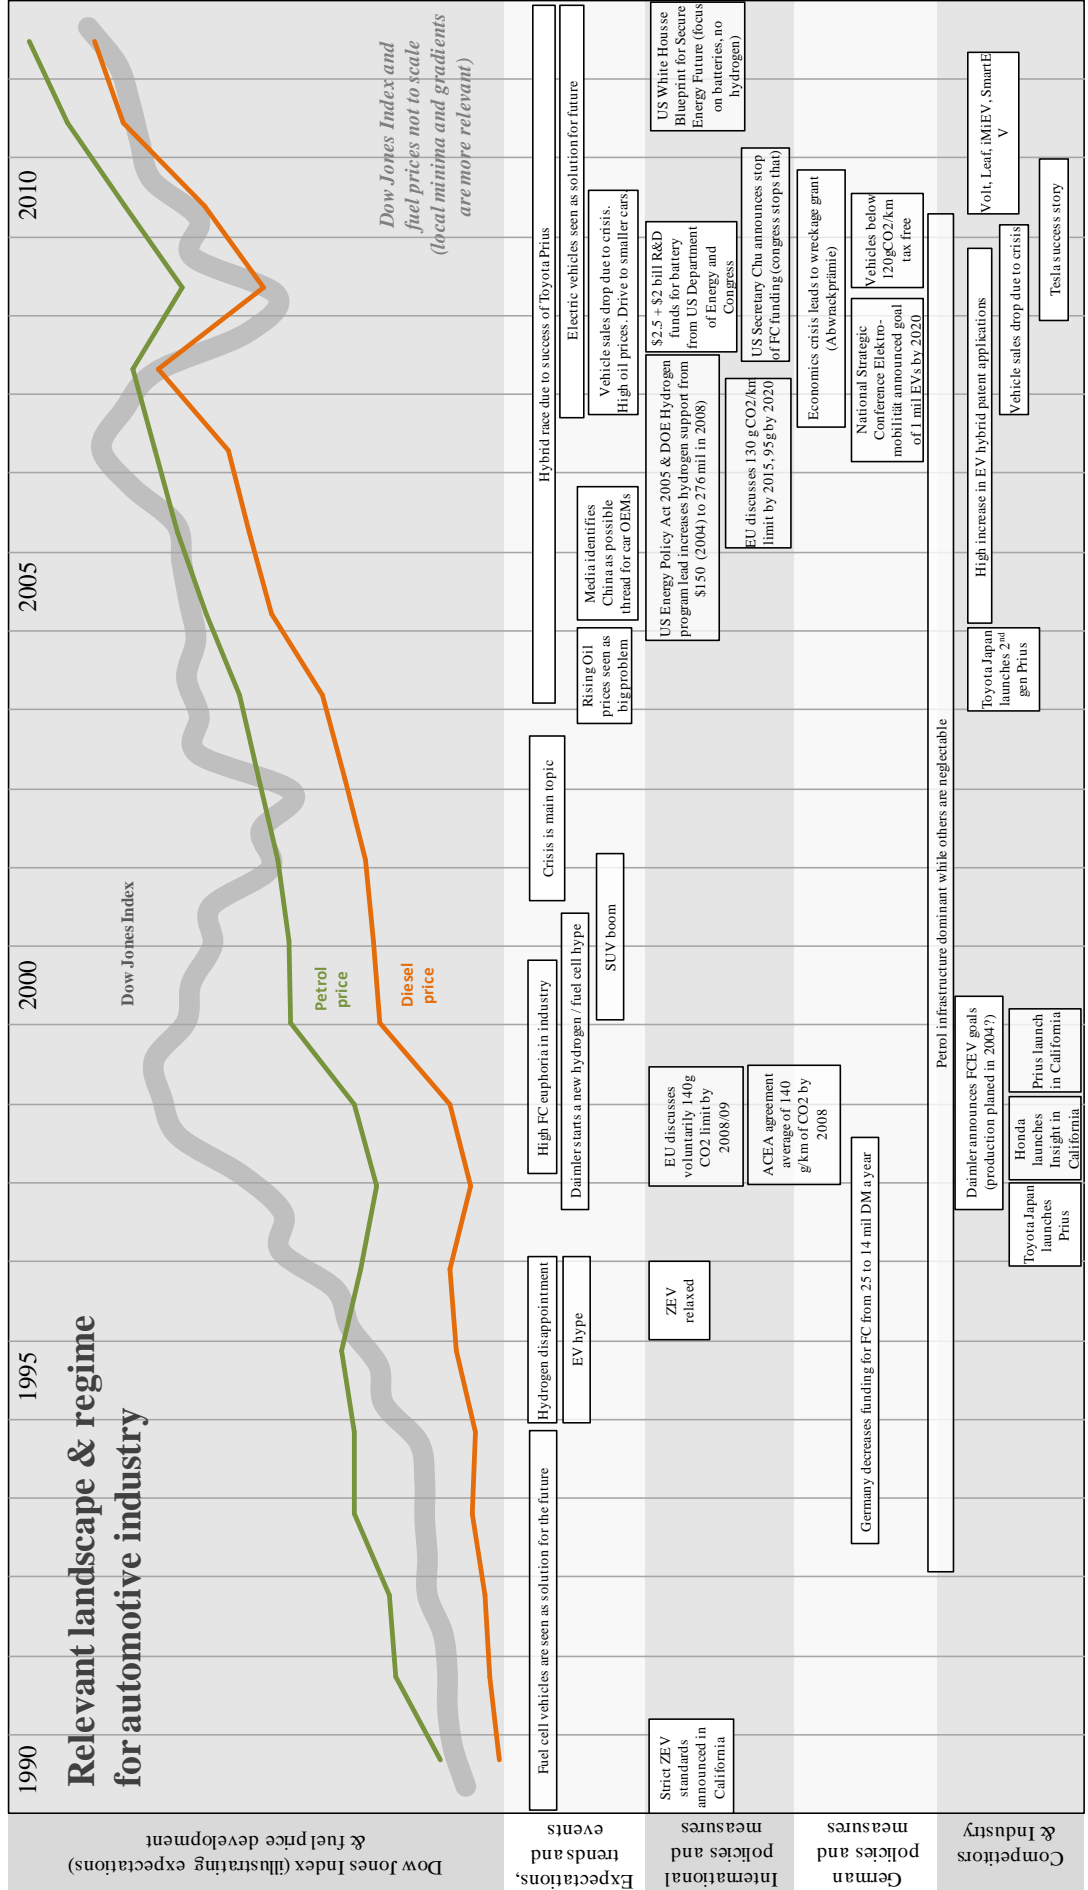 1990
1995
2000
2005
2010
Relevant landscape & regime
for automotive industry
Dow Jones Index
Petrol
price
Diesel
price
Dow Jones Index and
fuel prices not to scale
(local minima and gradients
are more relevant)
Dow Jones Index (illustrating expectations)
& fuel price development
Expectations,
trends and
events
Fuel cell vehicles are seen as solution for the future
Hydrogen disappointment
EV hype
High FC euphoria in industry
Daimler starts a new hydrogen / fuel cell hype
SUV boom
Crisis is main topic
Hybrid race due to success of Toyota Prius
Electric vehicles seen as solution for future
Rising Oil
prices seen as
big problem
Media identifies
China as possible
thread for car OEMs
Vehicle sales drop due to crisis.
High oil prices. Drive to smaller cars.
International
policies and
measures
Strict ZEV
standards
announced in
California
ZEV
relaxed
EU discusses
voluntarily 140g
CO2 limit by
2008/09
ACEA agreement
average of 140
g/km of CO2 by
2008
US Energy Policy Act 2005 & DOE Hydrogen
program lead increases hydrogen support from
$150 (2004) to 276 mil in 2008)
EU discusses 130 g CO2/km
limit by 2015, 95g by 2020
$2.5 + $2 bill R&D
funds for battery
from US Department
of Energy and
Congress
US Secretary Chu announces stop
of FC funding (congress stops that)
US White Housse
Blueprint for Secure
Energy Future (focus
on batteries, no
hydrogen)
German
policies and
measures
Germany decreases funding for FC from 25 to 14 mil DM a year
Economics crisis leads to wreckage grant
(Abwrackprämie)
National Strategic
Conference Elektro-
mobilität announced goal
of 1 mil EVs by 2020
Vehicles below
120gCO2/km
tax free
Competitors
& Industry
Petrol infrastructure dominant while others are neglectable
Daimler announces FCEV goals
(production planed in 2004?)
Toyota Japan
launches
Prius
Honda
launches
Insight in
California
Prius launch
in California
Toyota Japan
launches 2nd
gen Prius
High increase in EV hybrid patent applications
Vehicle sales drop due to crisis
Volt, Leaf, iMiEV, SmartE
V
Tesla success story